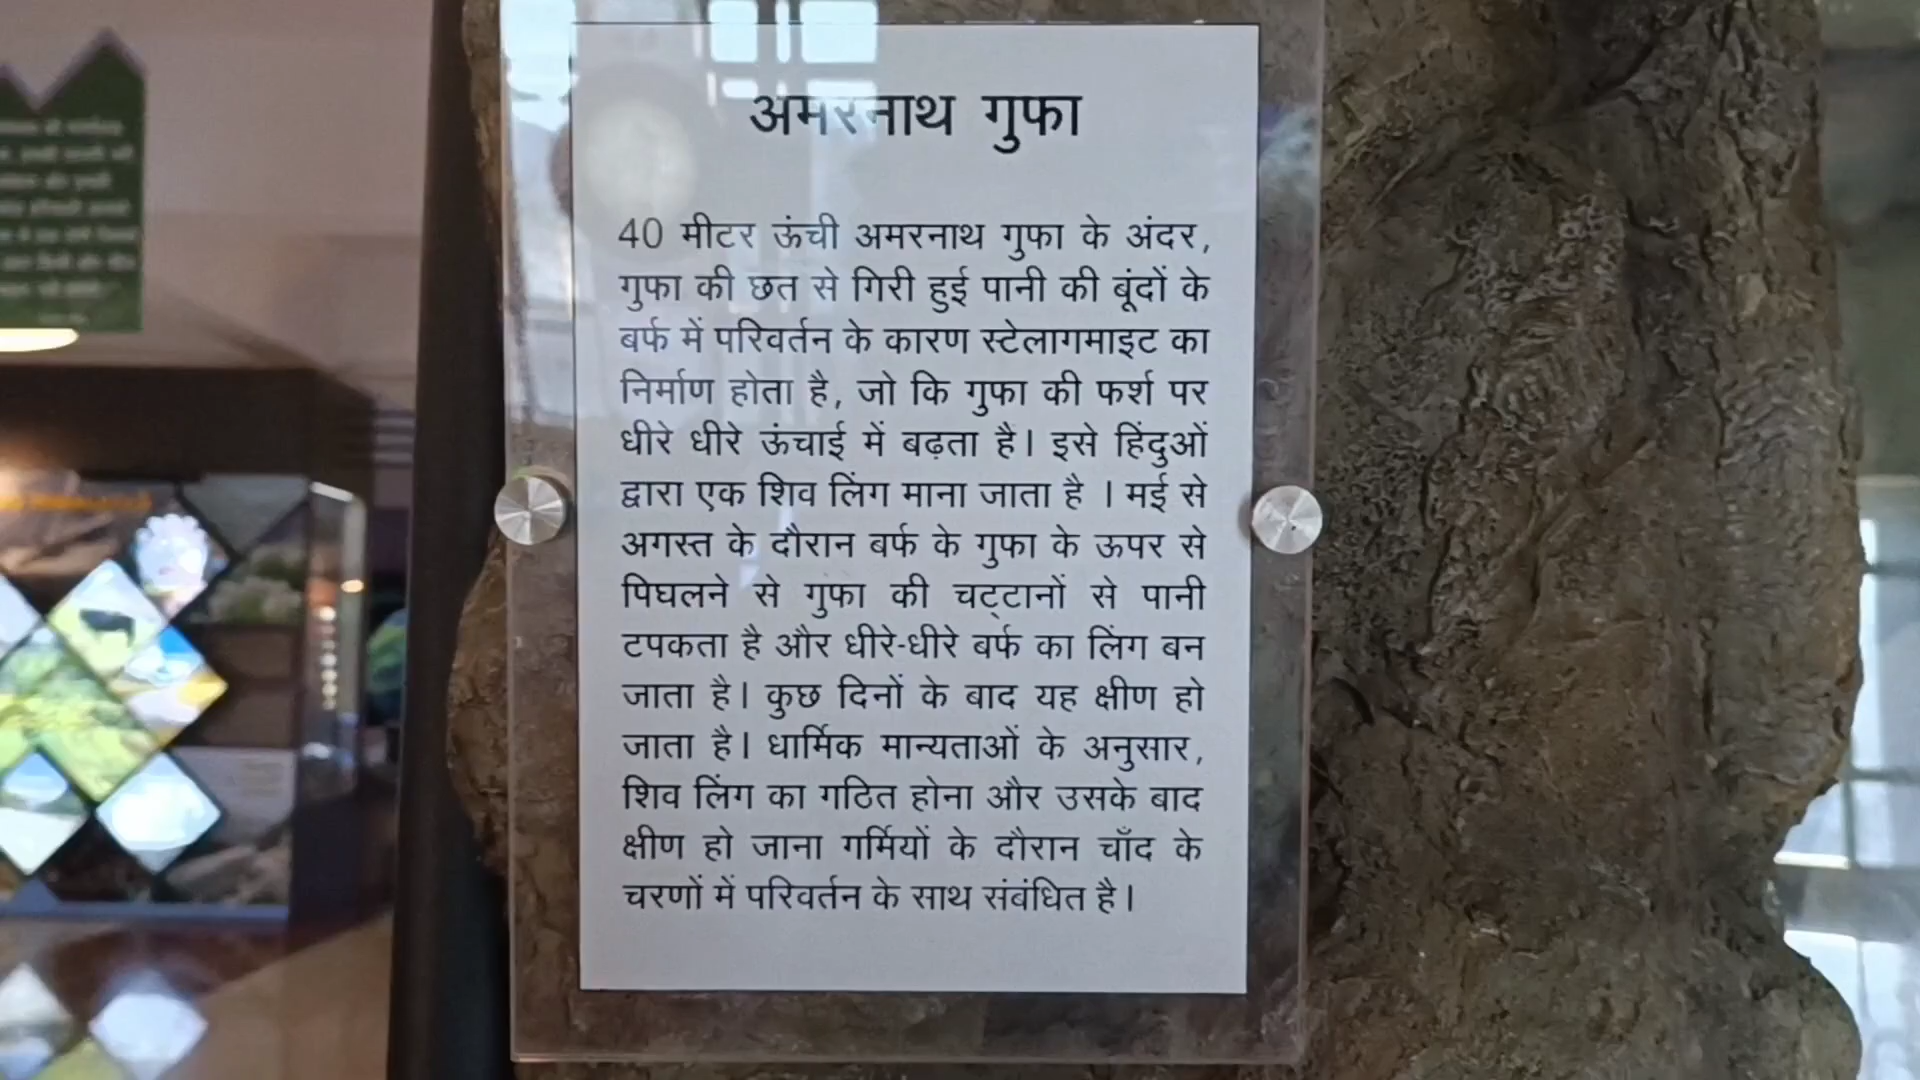 अमरनाथ गुफा
40 मीटर ऊंची अमरनाथ गुफा के अंदर,
गुफा की छत से गिरी हुई पानी की बूंदों के
बर्फ में परिवर्तन के कारण स्टेलागमाइट का
निर्माण होता है, जो कि गुफा की फर्श पर
धीरे धीरे ऊंचाई में बढ़ता है। इसे हिंदुओं
द्वारा एक शिव लिंग माना जाता है । मई से
अगस्त के दौरान बर्फ के गुफा के ऊपर से
पिघलने से गुफा की चट्टानों से पानी
टपकता है और धीरे-धीरे बर्फ का लिंग बन
जाता है। कुछ दिनों के बाद यह क्षीण हो
जाता है। धार्मिक मान्यताओं के अनुसार,
शिव लिंग का गठित होना और उसके बाद
क्षीण हो जाना गर्मियों के दौरान चाँद के
चरणों में परिवर्तन के साथ संबंधित है।